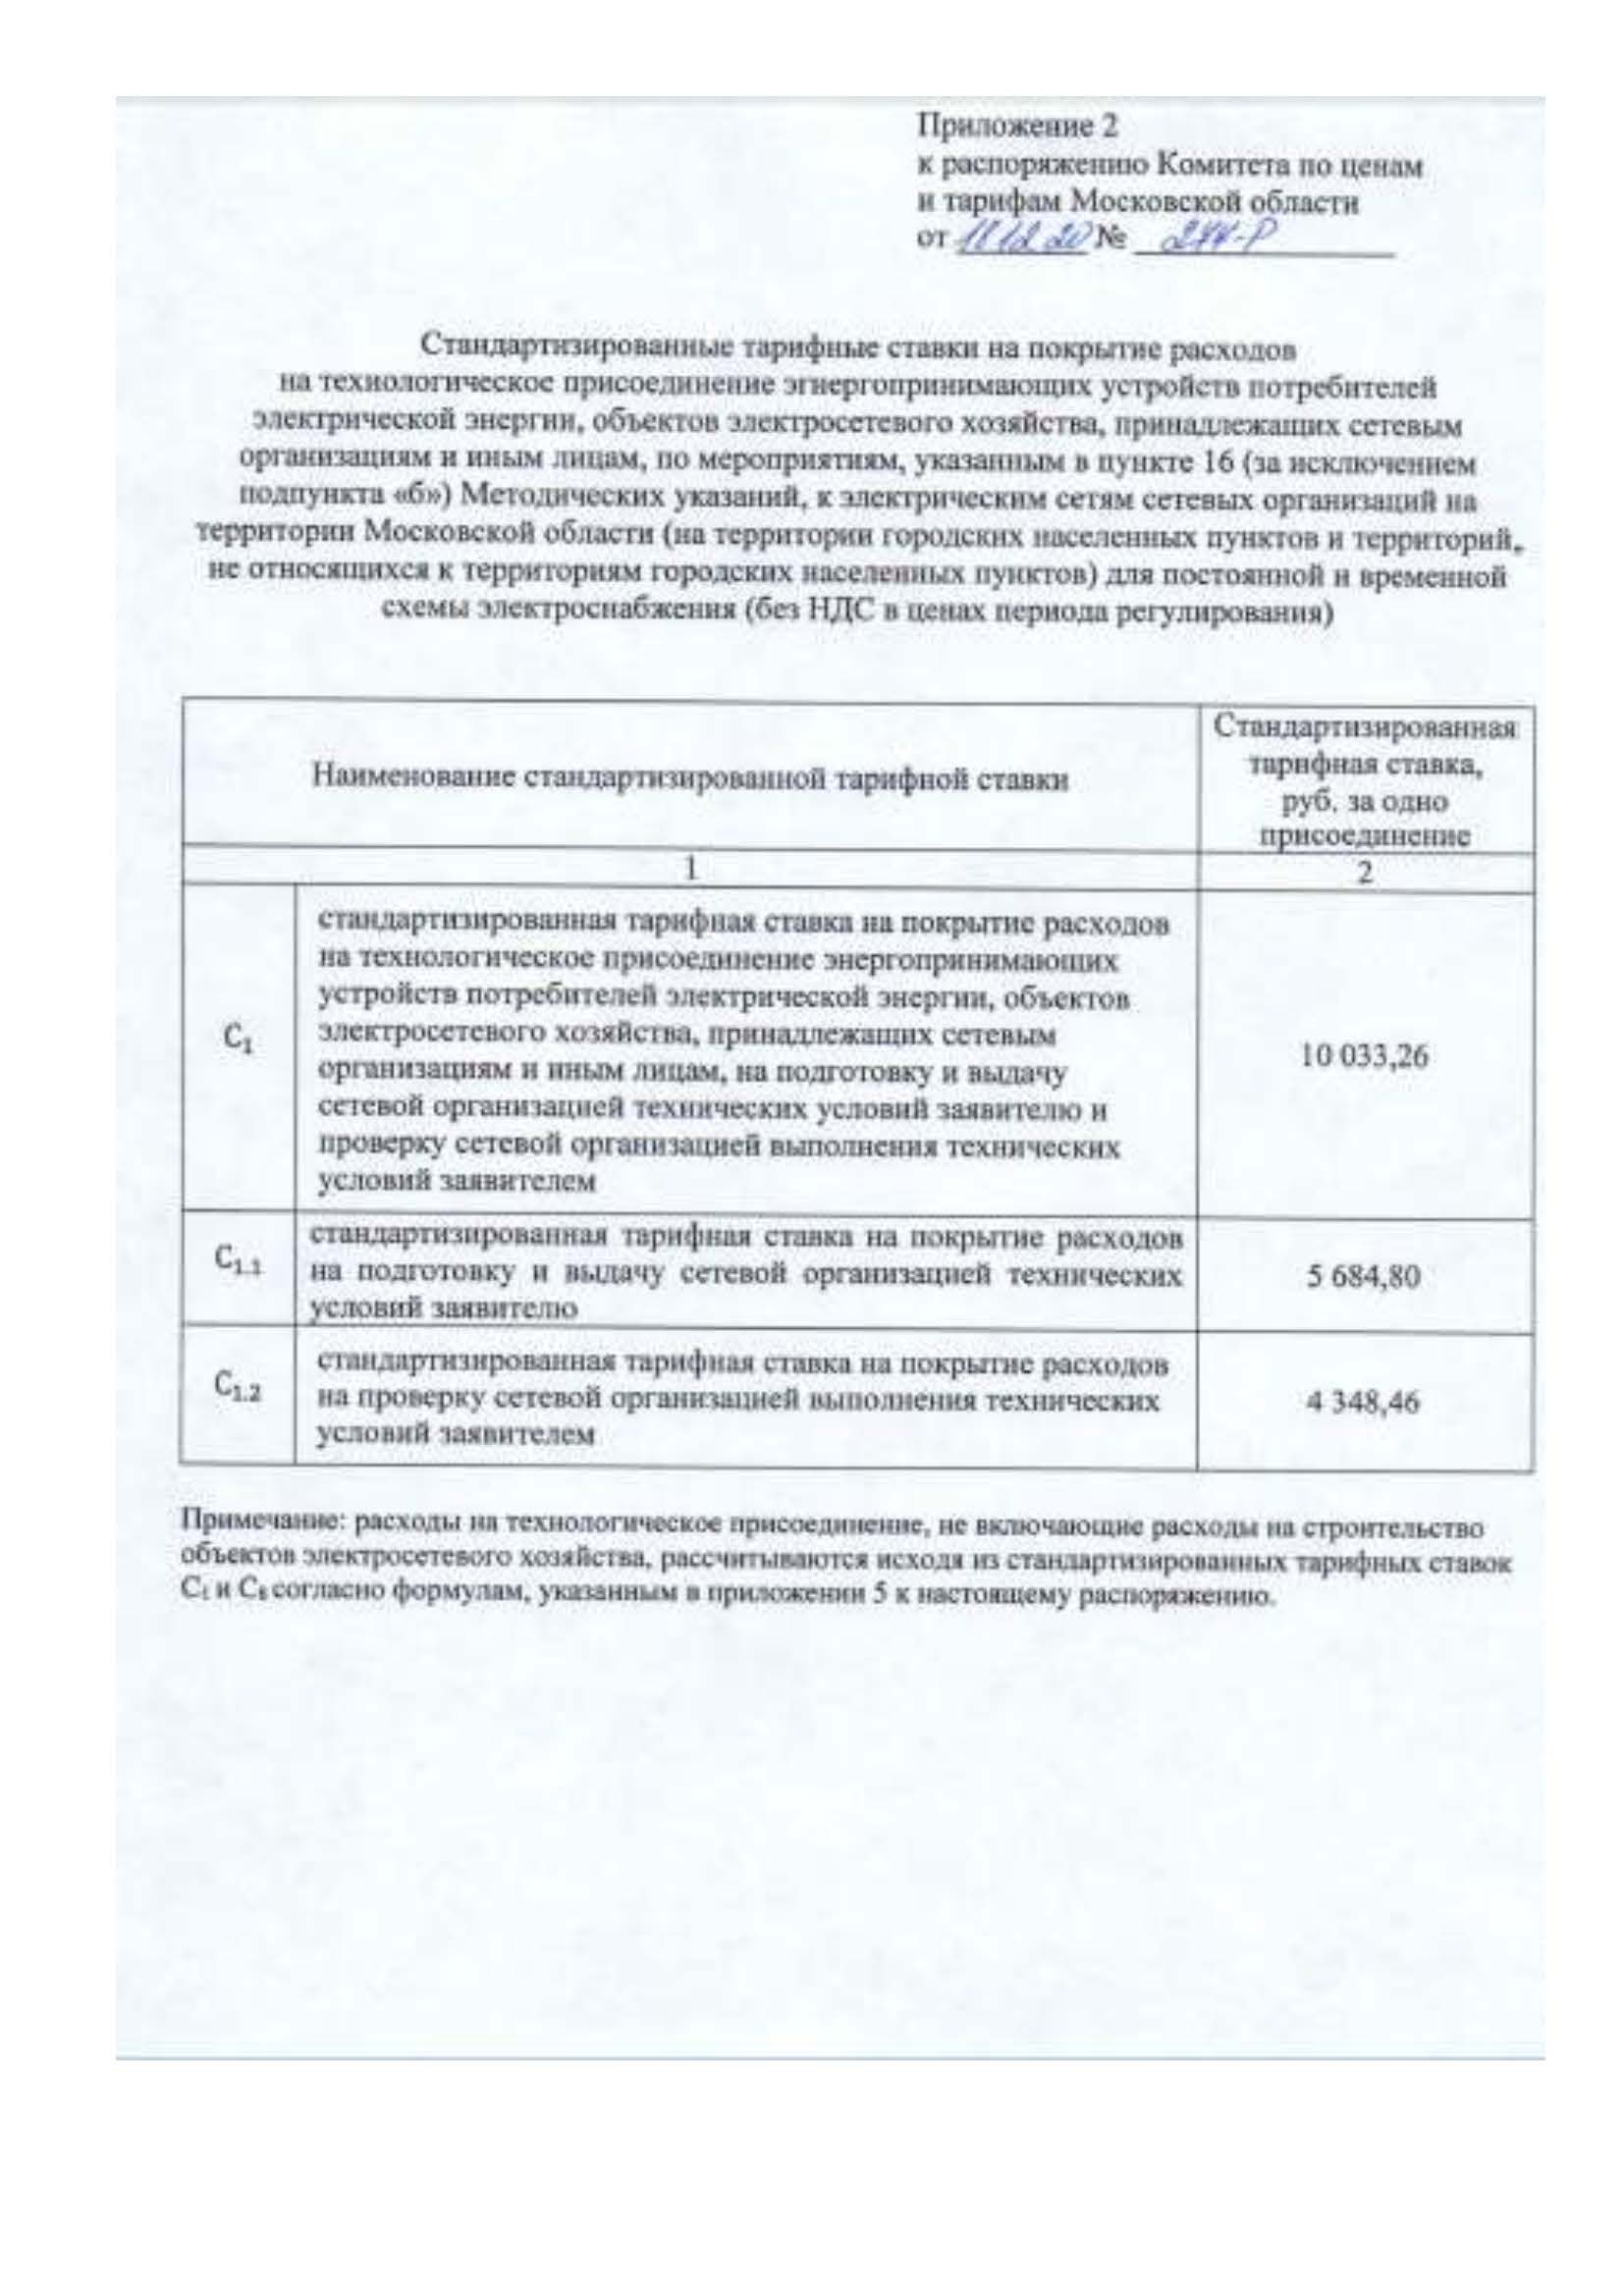 Приложение 2
к распоряжению Комитета по ценам
и тарифам Московской области
от №
Стандартизированные тарифные ставки на покрытие расходов
на технологическое присоединение эгнергопринимающих устройств потребителей
электрической энергии, объектов электросетевого хозяйства, принадлежащих сетевым
организациям и иным лицам, по мероприятиям, указанным в пункте 16 (за исключением
подпункта «б») Методических указаний, к электрическим сетям сетевых организаций на
территории Московской области (на территории городских населенных пунктов и территорий,
не относящихся к территориям городских населенных пунктов) для постоянной и временной
схемы электроснабжения (без НДС в ценах периода регулирования)
Наименование стандартизированной тарифной ставки
Стандартизированная
тарифная ставка,
руб. за одно
присоединение
1
2
C₁
стандартизированная тарифная ставка на покрытие расходов
на технологическое присоединение энергопринимающих
устройств потребителей электрической энергии, объектов
электросетевого хозяйства, принадлежащих сетевым
организациям и иным лицам, на подготовку и выдачу
сетевой организацией технических условий заявителю и
проверку сетевой организацией выполнения технических
условий заявителем
10 033,26
C₁.₁
стандартизированная тарифная ставка на покрытие расходов
на подготовку и выдачу сетевой организацией технических
условий заявителю
5 684,80
C₁.₂
стандартизированная тарифная ставка на покрытие расходов
на проверку сетевой организацией выполнения технических
условий заявителем
4 348,46
Примечание: расходы на технологическое присоединение, не включающие расходы на строительство
объектов электросетевого хозяйства, рассчитываются исходя из стандартизированных тарифных ставок
С₁ и С₈ согласно формулам, указанным в приложении 5 к настоящему распоряжению.